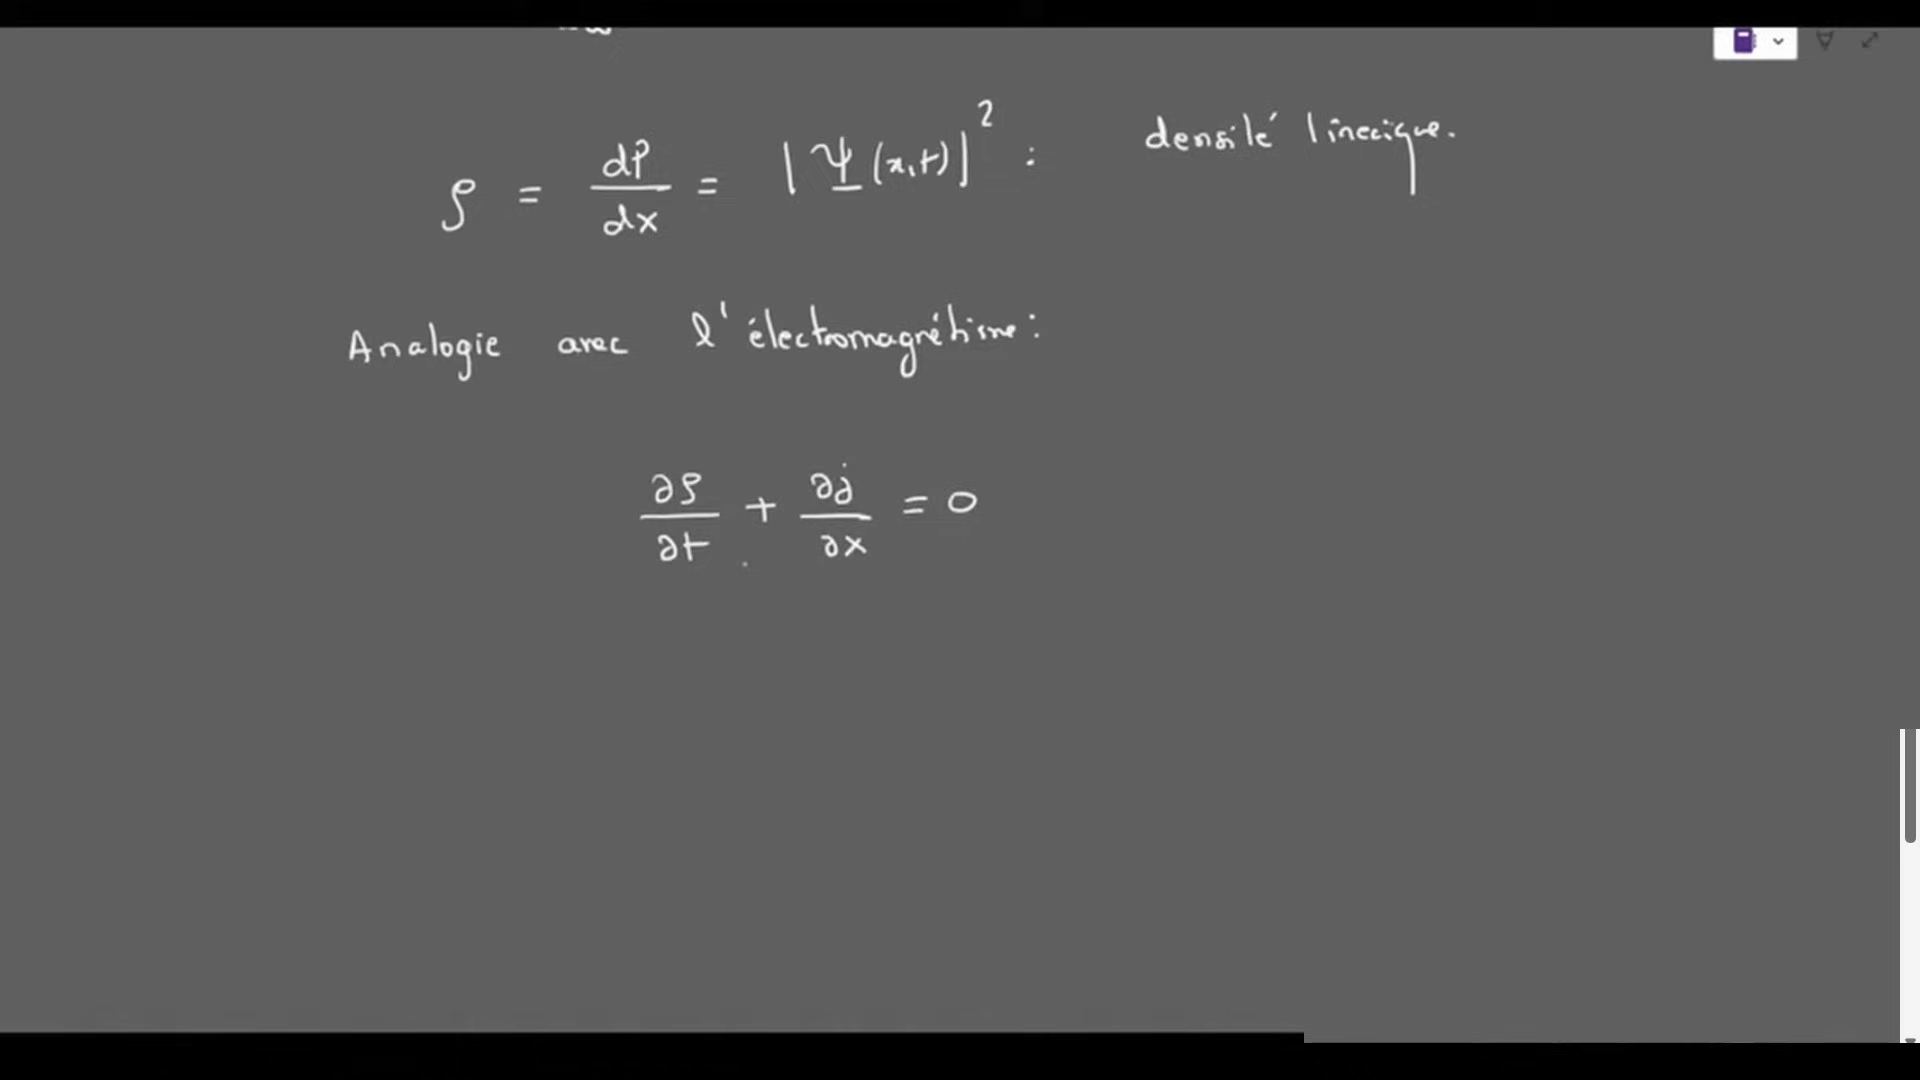 ρ = dP/dx = |Ψ(x,t)|² : densité linéique.
Analogie avec l'électromagnétisme :
∂ρ/∂t + ∂j/∂x = 0